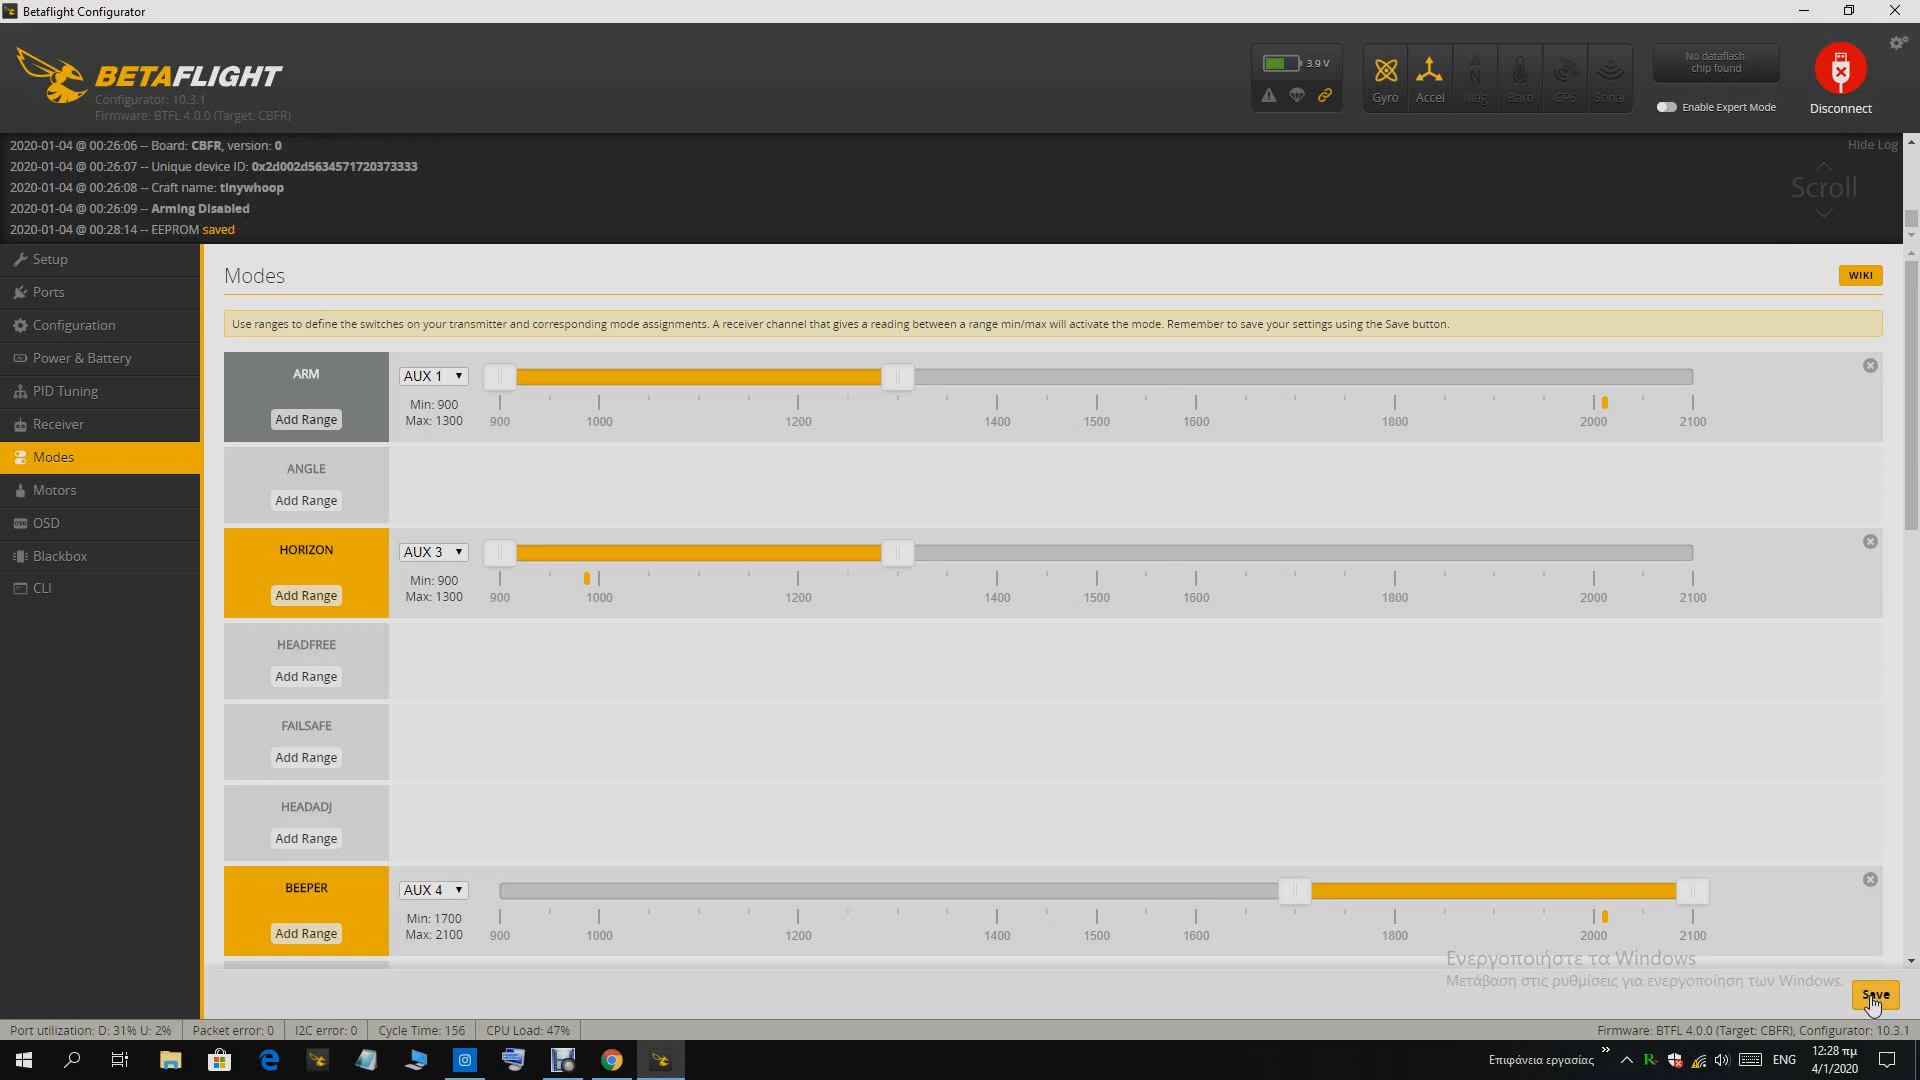 Betaflight Configurator
BETAFLIGHT
Configurator: 10.3.1
Firmware: BTFL 4.0.0 (Target: CBFR)
3.9 V
Gyro
Accel
Mag
Baro
GPS
Sonar
No dataflash
chip found
Enable Expert Mode
Disconnect
2020-01-04 @ 00:26:06 -- Board: CBFR, version: 0
2020-01-04 @ 00:26:07 -- Unique device ID: 0x2d002d5634571720373333
2020-01-04 @ 00:26:08 -- Craft name: tinywhoop
2020-01-04 @ 00:26:09 -- Arming Disabled
2020-01-04 @ 00:28:14 -- EEPROM saved
Hide Log
Scroll
Setup
Ports
Configuration
Power & Battery
PID Tuning
Receiver
Modes
Motors
OSD
Blackbox
CLI
Modes
WIKI
Use ranges to define the switches on your transmitter and corresponding mode assignments. A receiver channel that gives a reading between a range min/max will activate the mode. Remember to save your settings using the Save button.
ARM
Add Range
AUX 1
Min: 900
Max: 1300
900 1000 1200 1400 1500 1600 1800 2000 2100
ANGLE
Add Range
HORIZON
Add Range
AUX 3
Min: 900
Max: 1300
900 1000 1200 1400 1500 1600 1800 2000 2100
HEADFREE
Add Range
FAILSAFE
Add Range
HEADADJ
Add Range
BEEPER
Add Range
AUX 4
Min: 1700
Max: 2100
900 1000 1200 1400 1500 1600 1800 2000 2100
Ενεργοποιήστε τα Windows
Μετάβαση στις ρυθμίσεις για ενεργοποίηση των Windows.
Save
Port utilization: D: 31% U: 2% Packet error: 0 I2C error: 0 Cycle Time: 156 CPU Load: 47%
Firmware: BTFL 4.0.0 (Target: CBFR), Configurator: 10.3.1
Επιφάνεια εργασίας
ENG
12:28 πμ
4/1/2020